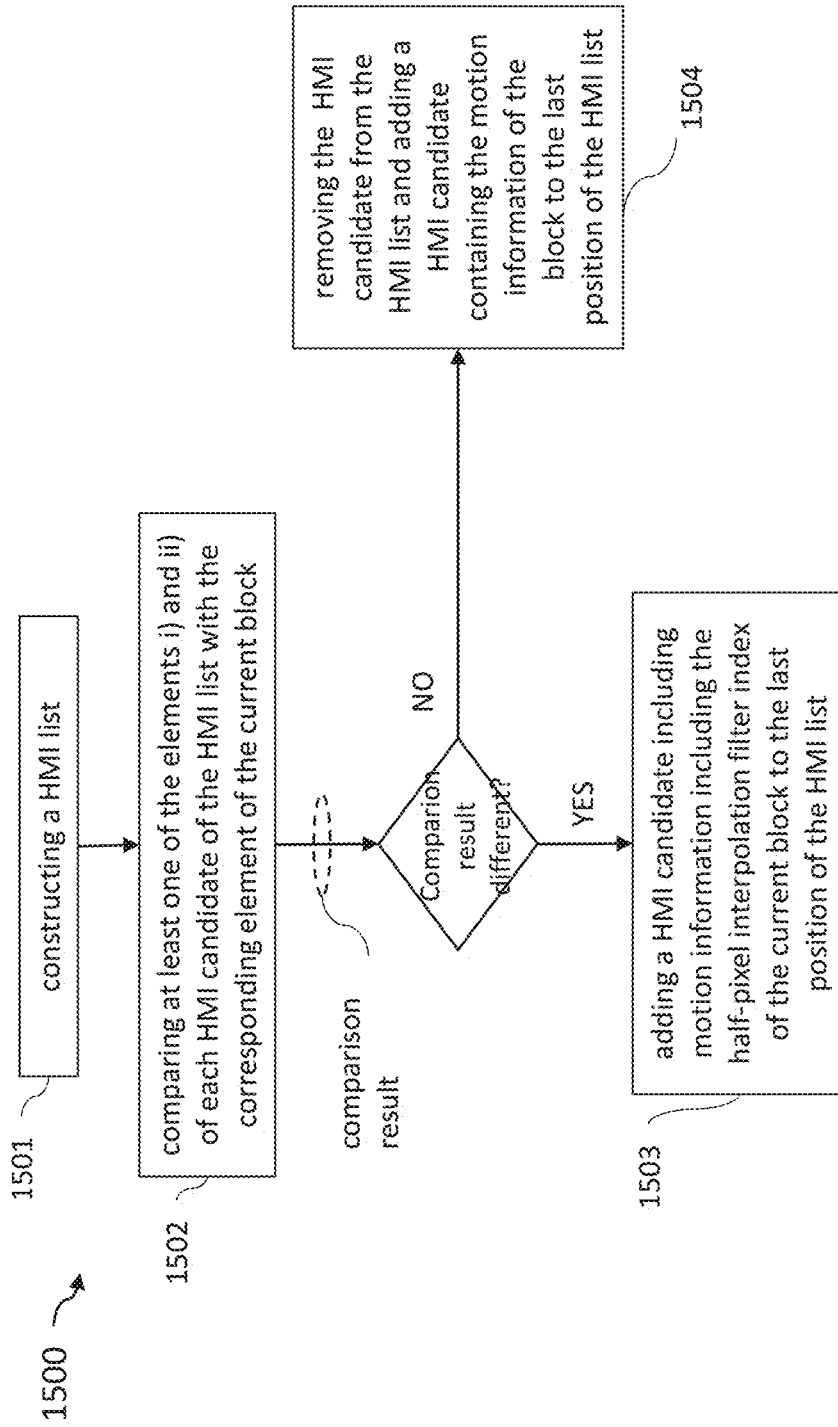 1500
1501
constructing a HMI list
1502
comparing at least one of the elements i) and ii)
of each HMI candidate of the HMI list with the
corresponding element of the current block
comparison
result
Comparion
result
different?
NO
YES
removing the HMI
candidate from the
HMI list and adding a
HMI candidate
containing the motion
information of the
block to the last
position of the HMI list
1504
1503
adding a HMI candidate including
motion information including the
half-pixel interpolation filter index
of the current block to the last
position of the HMI list